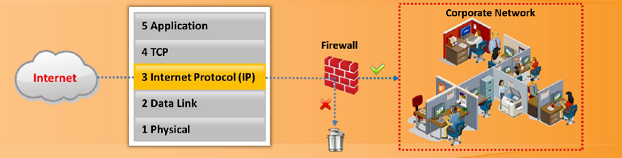 Corporate Network
5 Application
4 TCP
Firewall
Internet
3 Internet Protocol (IP)
2 Data Link
1 Physical